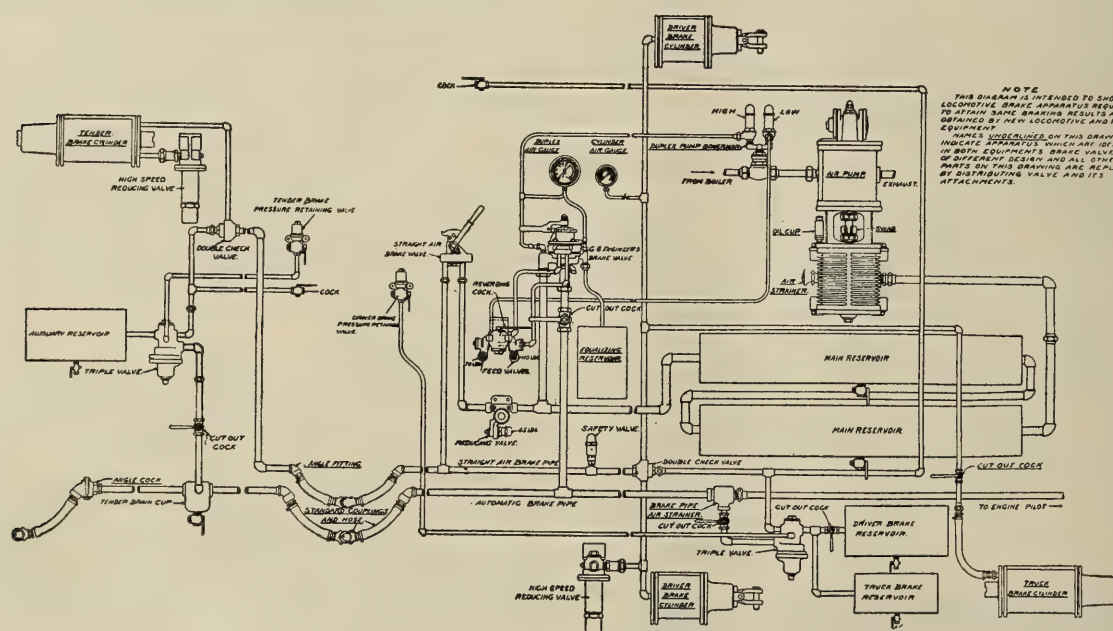 DRIVER
BRAKE
CYLINDER
COCK
NOTE
THIS DIAGRAM IS INTENDED TO SHO
LOCOMOTIVE BRAKE APPARATUS REQU
TO ATTAIN SAME BRAKING RESULTS A
OBTAINED BY NEW LOCOMOTIVE AND
EQUIPMENT
NAMES UNDERLINED ON THIS DRAW
INDICATE APPARATUS WHICH ARE IDE
IN BOTH EQUIPMENTS BRAKE VALVE
OF DIFFERENT DESIGN AND ALL OTHE
PARTS ON THIS DRAWING ARE REPL
BY DISTRIBUTING VALVE AND ITS
ATTACHMENTS.
HIGH
LOW
TENDER
BRAKE CYLINDER
DUPLEX
AIR GAUGE
CYLINDER
AIR GAUGE
DUPLEX PUMP GOVERNOR
FROM BOILER
AIR PUMP
EXHAUST.
HIGH SPEED
REDUCING VALVE
TENDER BRAKE
PRESSURE RETAINING VALVE
OIL CUP
SWAB
DOUBLE CHECK
VALVE.
STRAIGHT AIR
BRAKE VALVE
G 6 ENGINEER'S
BRAKE VALVE
AIR
STRAINER
COCK
REVERSING
COCK.
DRIVER BRAKE
PRESSURE RETAINING
VALVE.
CUT OUT COCK
AUXILIARY RESERVOIR
EQUALIZING
RESERVOIR
70 LBS
110 LBS
FEED VALVES
MAIN RESERVOIR
TRIPLE VALVE.
CUT OUT
COCK
REDUCING VALVE
45 LBS
SAFETY VALVE.
MAIN RESERVOIR
ANGLE FITTING
STRAIGHT AIR BRAKE PIPE
DOUBLE CHECK VALVE
CUT OUT COCK
ANGLE COCK
TENDER DRAIN CUP
STANDARD COUPLINGS
AND HOSE
AUTOMATIC BRAKE PIPE
BRAKE PIPE
AIR STRAINER
CUT OUT COCK
CUT OUT COCK
TO ENGINE PILOT
DRIVER BRAKE
RESERVOIR.
TRIPLE VALVE
HIGH SPEED
REDUCING VALVE
DRIVER
BRAKE
CYLINDER
TRUCK BRAKE
RESERVOIR
TRUCK
BRAKE CYLINDER